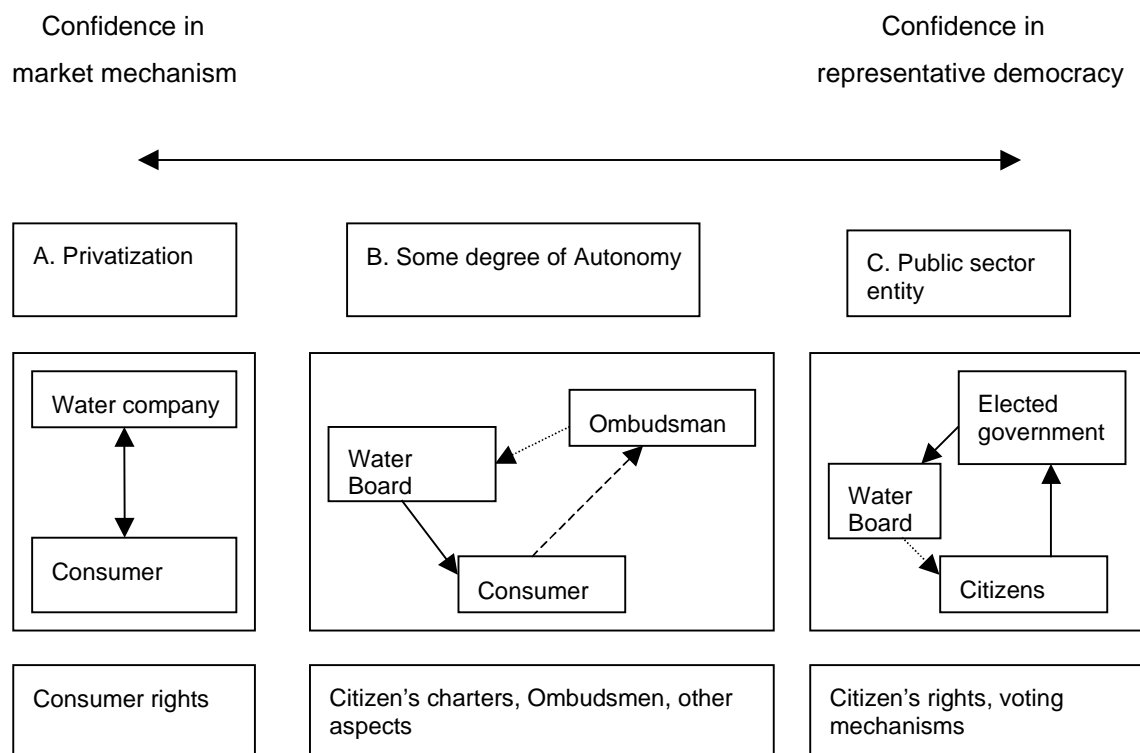 Confidence in
market mechanism
Confidence in
representative democracy
A. Privatization
B. Some degree of Autonomy
C. Public sector
entity
Water company
Consumer
Ombudsman
Water
Board
Consumer
Elected
government
Water
Board
Citizens
Consumer rights
Citizen's charters, Ombudsmen, other
aspects
Citizen's rights, voting
mechanisms